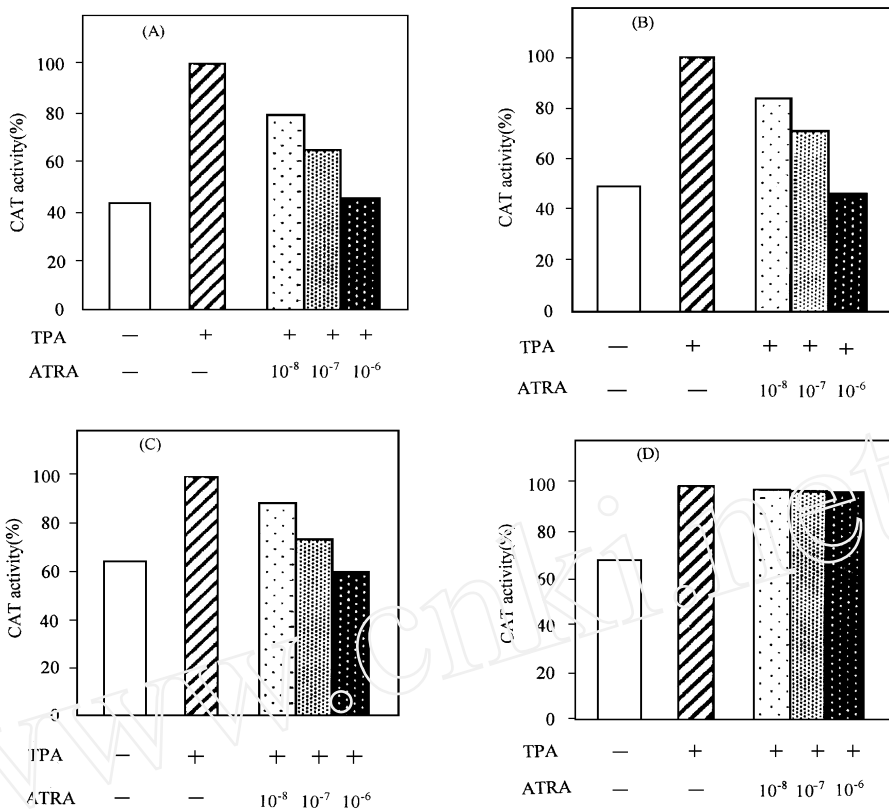 (A)
CAT activity(%)
100
80
60
40
20
0
TPA − + + + +
ATRA − − 10⁻⁸ 10⁻⁷ 10⁻⁶
(B)
CAT activity(%)
100
80
60
40
20
0
TPA − + + + +
ATRA − − 10⁻⁸ 10⁻⁷ 10⁻⁶
(C)
CAT activity(%)
100
80
60
40
20
0
TPA − + + + +
ATRA − − 10⁻⁸ 10⁻⁷ 10⁻⁶
(D)
CAT activity(%)
100
80
60
40
20
0
TPA − + + + +
ATRA − − 10⁻⁸ 10⁻⁷ 10⁻⁶
www.cnki.net